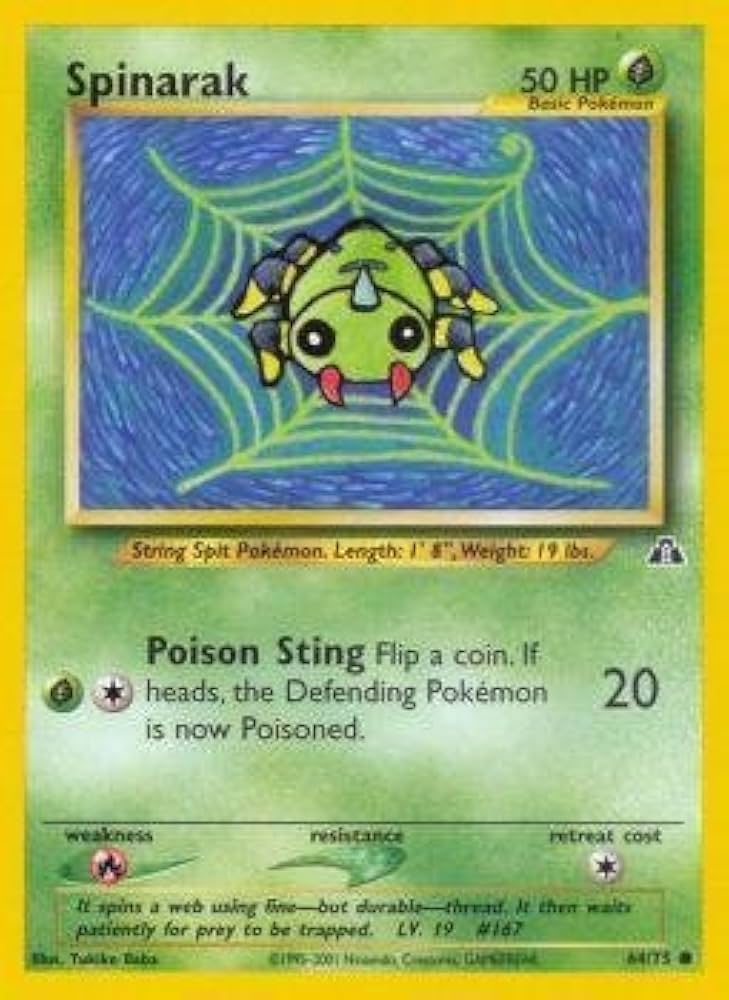 Spinarak
50 HP
Basic Pokémon
String Spit Pokémon. Length: 1' 8", Weight: 19 lbs.
Poison Sting Flip a coin. If
heads, the Defending Pokémon
is now Poisoned.
20
weakness
resistance
retreat cost
It spins a web using fine—but durable—thread. It then waits
patiently for prey to be trapped. LV. 19 #167
Illus. Yukiko Baba
©1995-2001 Nintendo, Creatures, GAMEFREAK.
64/75